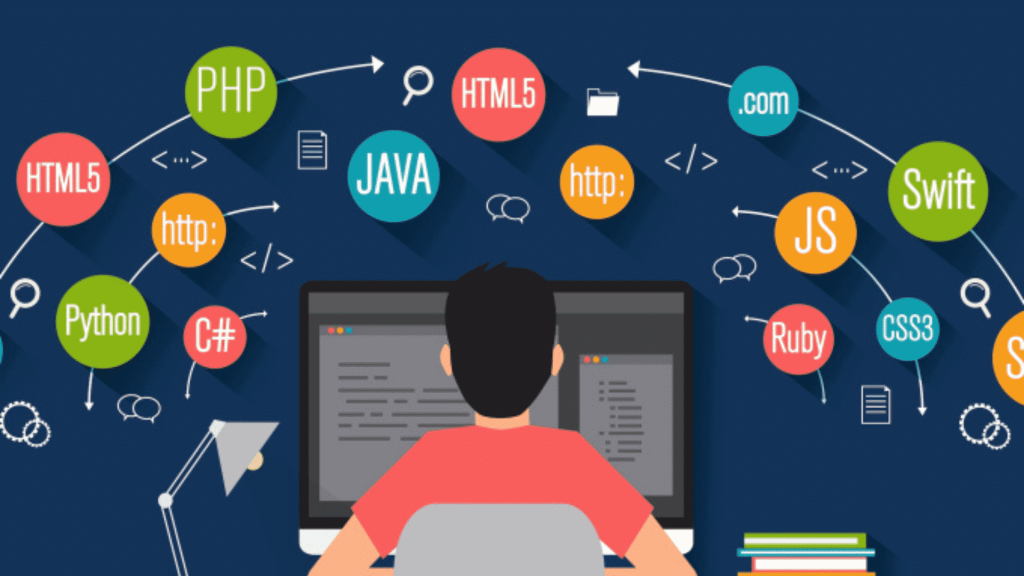 PHP
HTML5
.com
HTML5
<···>
JAVA
http:
</>
<···>
Swift
http:
</>
JS
Python
C#
Ruby
CSS3
S